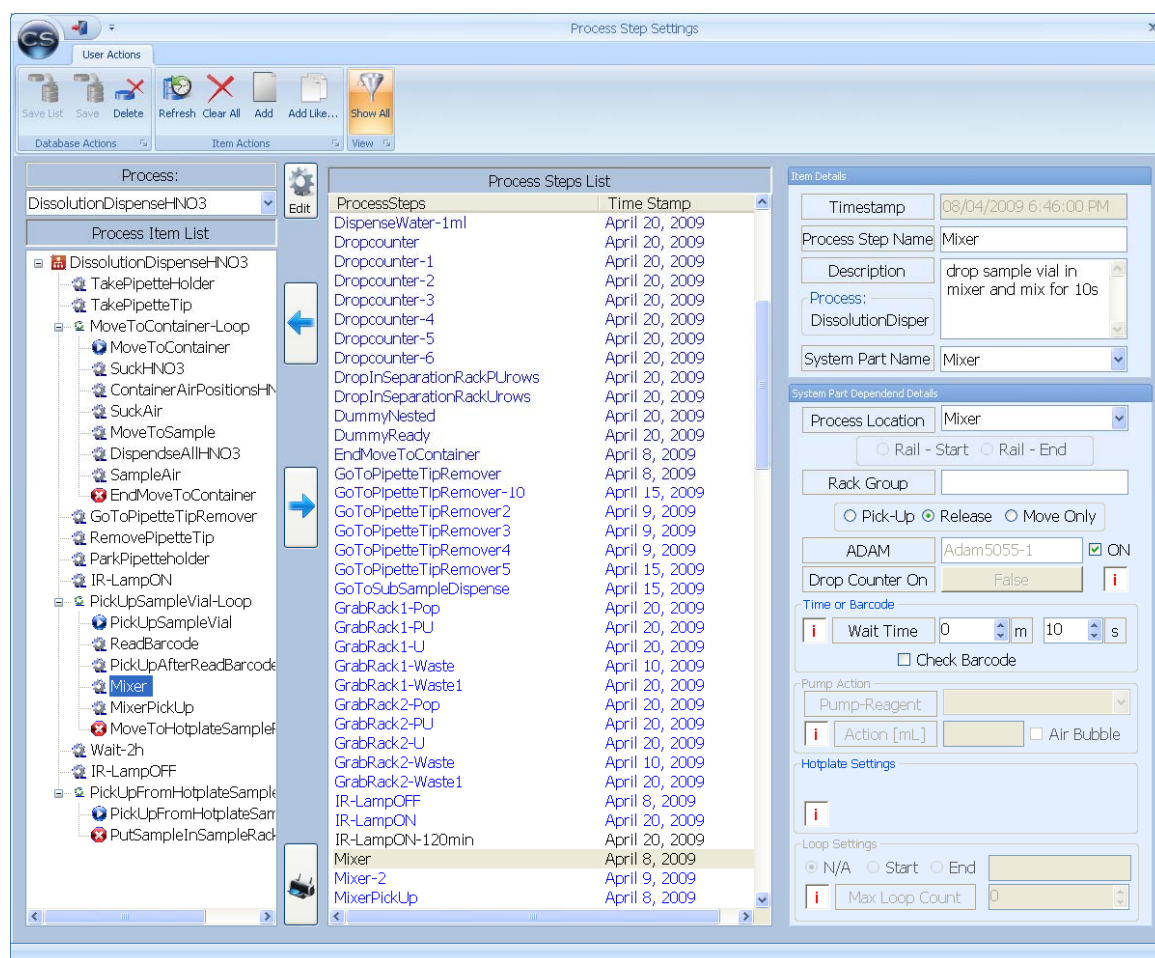 CS
Process Step Settings
User Actions
Save List
Save
Delete
Refresh
Clear All
Add
Add Like...
Show All
Database Actions
Item Actions
View
Process:
DissolutionDispenseHNO3
Process Item List
DissolutionDispenseHNO3
TakePipetteHolder
TakePipetteTip
MoveToContainer-Loop
MoveToContainer
SuckHNO3
ContainerAirPositionsHN
SuckAir
MoveToSample
DispendseAllHNO3
SampleAir
EndMoveToContainer
GoToPipetteTipRemover
RemovePipetteTip
ParkPipetteholder
IR-LampON
PickUpSampleVial-Loop
PickUpSampleVial
ReadBarcode
PickUpAfterReadBarcode
Mixer
MixerPickUp
MoveToHotplateSampleR
Wait-2h
IR-LampOFF
PickUpFromHotplateSample
PickUpFromHotplateSam
PutSampleInSampleRack
Edit
Process Steps List
ProcessSteps Time Stamp
DispenseWater-1ml April 20, 2009
Dropcounter April 20, 2009
Dropcounter-1 April 20, 2009
Dropcounter-2 April 20, 2009
Dropcounter-3 April 20, 2009
Dropcounter-4 April 20, 2009
Dropcounter-5 April 20, 2009
Dropcounter-6 April 20, 2009
DropInSeparationRackPUrows April 20, 2009
DropInSeparationRackUrows April 20, 2009
DummyNested April 20, 2009
DummyReady April 20, 2009
EndMoveToContainer April 8, 2009
GoToPipetteTipRemover April 8, 2009
GoToPIpetteTipRemover-10 April 15, 2009
GoToPIpetteTipRemover2 April 9, 2009
GoToPIpetteTipRemover3 April 9, 2009
GoToPIpetteTipRemover4 April 9, 2009
GoToPIpetteTipRemover5 April 15, 2009
GoToSubSampleDispense April 15, 2009
GrabRack1-Pop April 20, 2009
GrabRack1-PU April 20, 2009
GrabRack1-U April 20, 2009
GrabRack1-Waste April 10, 2009
GrabRack1-Waste1 April 20, 2009
GrabRack2-Pop April 20, 2009
GrabRack2-PU April 20, 2009
GrabRack2-U April 20, 2009
GrabRack2-Waste April 10, 2009
GrabRack2-Waste1 April 20, 2009
IR-LampOFF April 8, 2009
IR-LampON April 20, 2009
IR-LampON-120min April 20, 2009
Mixer April 8, 2009
Mixer-2 April 9, 2009
MixerPickUp April 8, 2009
Item Details
Timestamp 08/04/2009 6:46:00 PM
Process Step Name Mixer
Description drop sample vial in
mixer and mix for 10s
Process:
DissolutionDisper
System Part Name Mixer
System Part Dependend Details
Process Location Mixer
Rail - Start Rail - End
Rack Group
Pick-Up Release Move Only
ADAM Adam5055-1 ON
Drop Counter On False i
Time or Barcode
i Wait Time 0 m 10 s
Check Barcode
Pump Action
Pump-Reagent
i Action [mL] Air Bubble
Hotplate Settings
i
Loop Settings
N/A Start End
i Max Loop Count 0